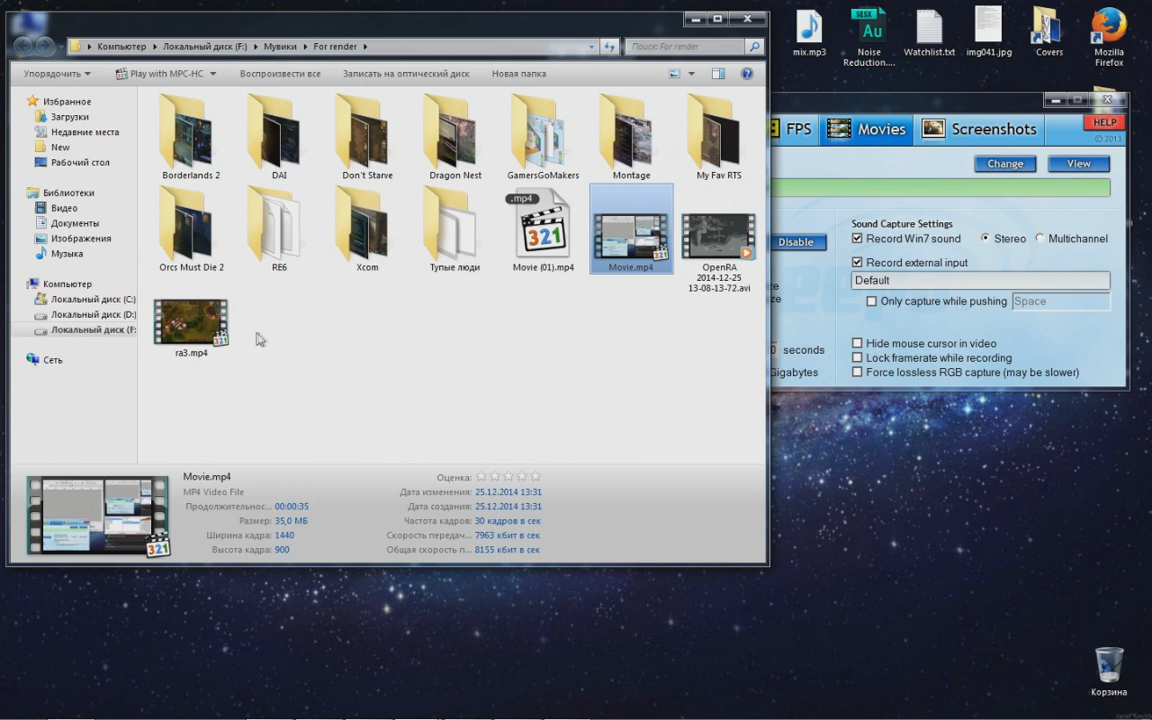 Компьютер
Локальный диск (F:)
Мувики
For render
Поиск: For render
Упорядочить
Play with MPC-HC
Воспроизвести все
Записать на оптический диск
Новая папка
Избранное
Загрузки
Недавние места
New
Рабочий стол
Библиотеки
Видео
Документы
Изображения
Музыка
Компьютер
Локальный диск (C:)
Локальный диск (D:)
Локальный диск (F:
Сеть
Borderlands 2
DAI
Don't Starve
Dragon Nest
GamersGoMakers
Montage
My Fav RTS
.mp4
321
Orcs Must Die 2
RE6
Xcom
Тупые люди
Movie (01).mp4
Movie.mp4
OpenRA
2014-12-25
13-08-13-72.avi
ra3.mp4
321
Movie.mp4
MP4 Video File
Продолжительнос... 00:00:35
Размер: 35,0 МБ
Ширина кадра: 1440
Высота кадра: 900
Оценка:
Дата изменения: 25.12.2014 13:31
Дата создания: 25.12.2014 13:31
Частота кадров: 30 кадров в сек
Скорость передач... 7963 кбит в сек
Общая скорость п... 8155 кбит в сек
mix.mp3
SESX
Au
Noise
Reduction....
Watchlist.txt
img041.jpg
Covers
Mozilla
Firefox
FPS
Movies
Screenshots
HELP
© 2013
Change
View
Disable
Sound Capture Settings
Record Win7 sound
Stereo
Multichannel
Record external input
Default
Only capture while pushing
Space
0 seconds
Gigabytes
Hide mouse cursor in video
Lock framerate while recording
Force lossless RGB capture (may be slower)
Корзина